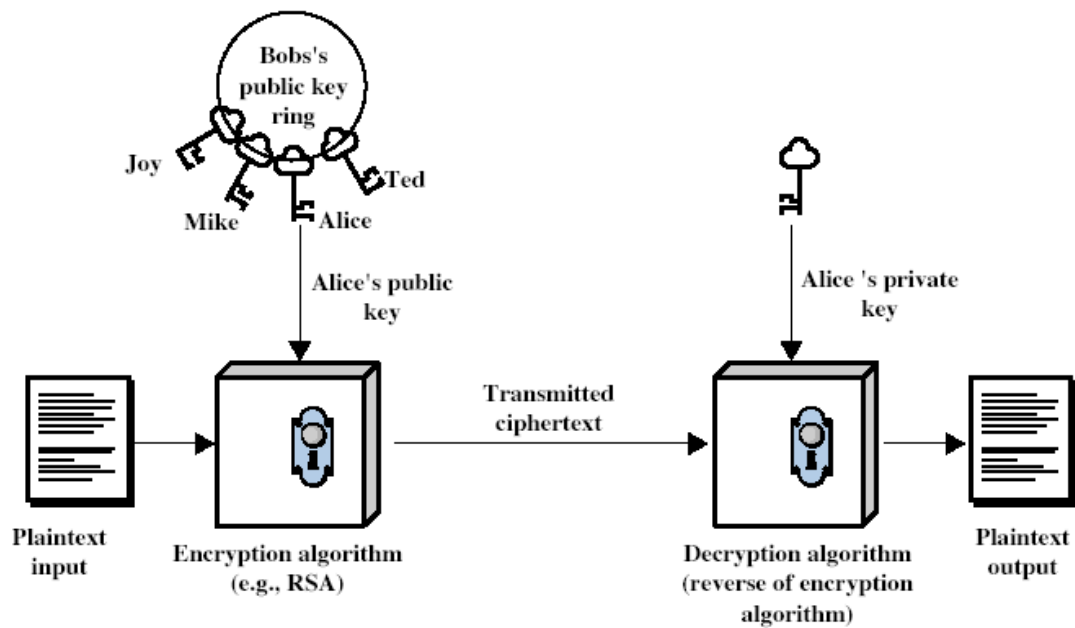 Bobs's
public key
ring
Joy
Ted
Mike
Alice
Alice's public
key
Alice 's private
key
Transmitted
ciphertext
Plaintext
input
Encryption algorithm
(e.g., RSA)
Decryption algorithm
(reverse of encryption
algorithm)
Plaintext
output